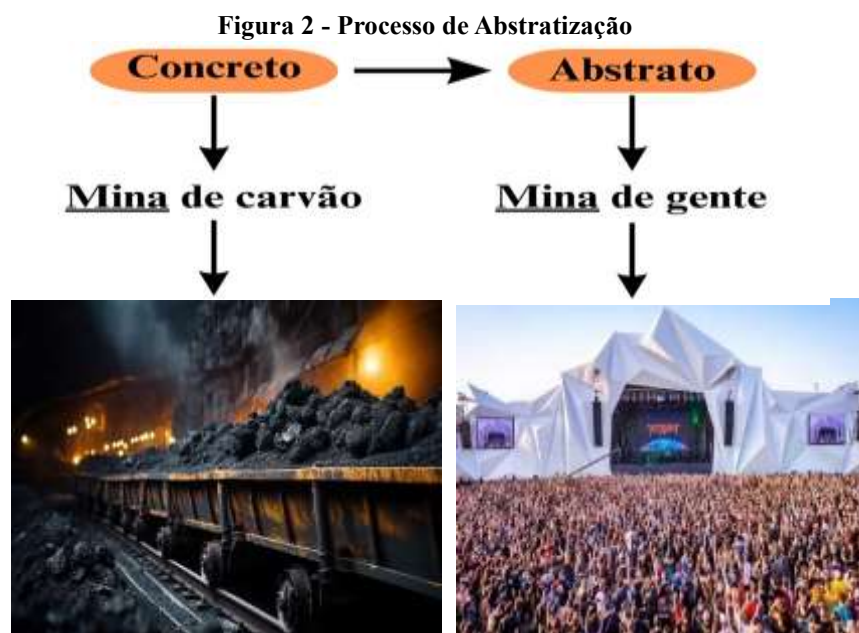 Figura 2 - Processo de Abstratização
Concreto
Abstrato
Mina de carvão
Mina de gente